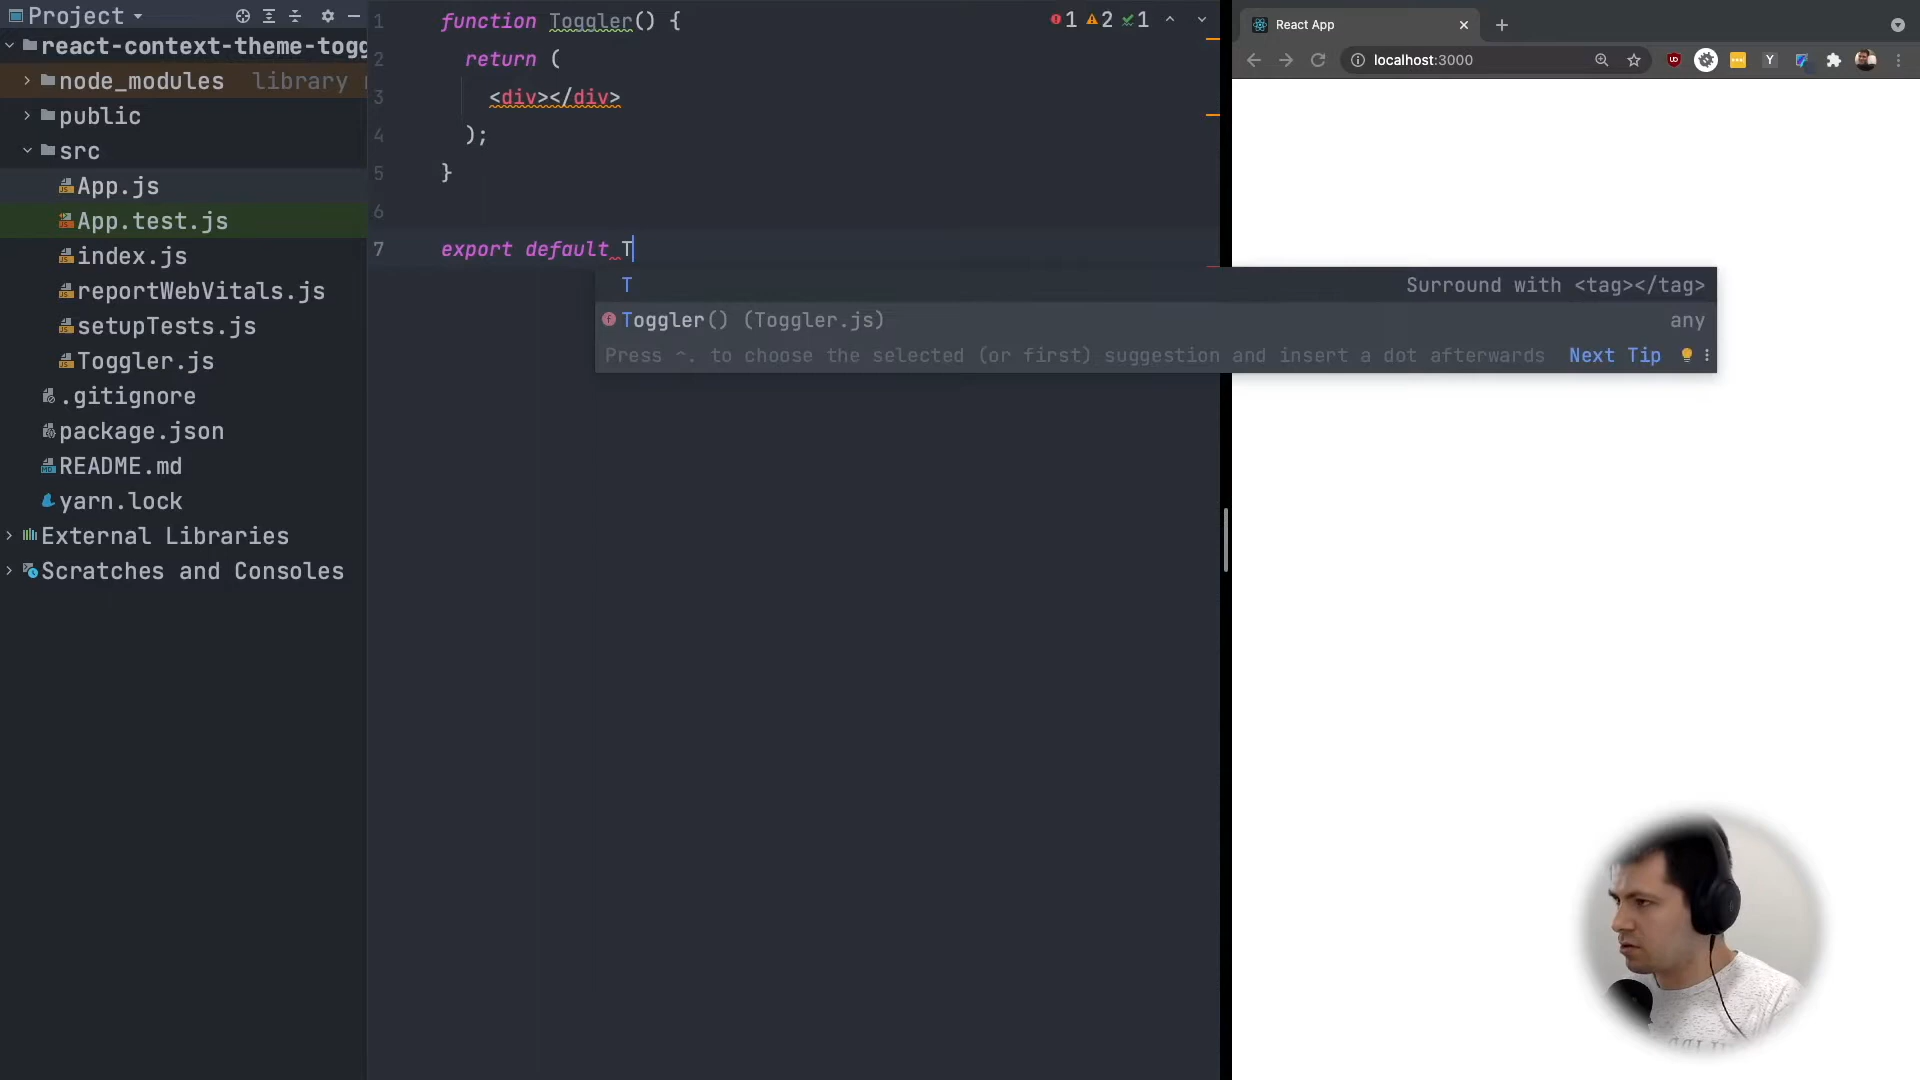 Project
react-context-theme-togg
node_modules library r
public
src
App.js
App.test.js
index.js
reportWebVitals.js
setupTests.js
Toggler.js
.gitignore
package.json
README.md
yarn.lock
External Libraries
Scratches and Consoles
1 function Toggler() {
2 return (
3 <div></div>
4 );
5 }
6
7 export default T
1 2 1
T Surround with <tag></tag>
Toggler() (Toggler.js) any
Press ^. to choose the selected (or first) suggestion and insert a dot afterwards Next Tip
React App
localhost:3000